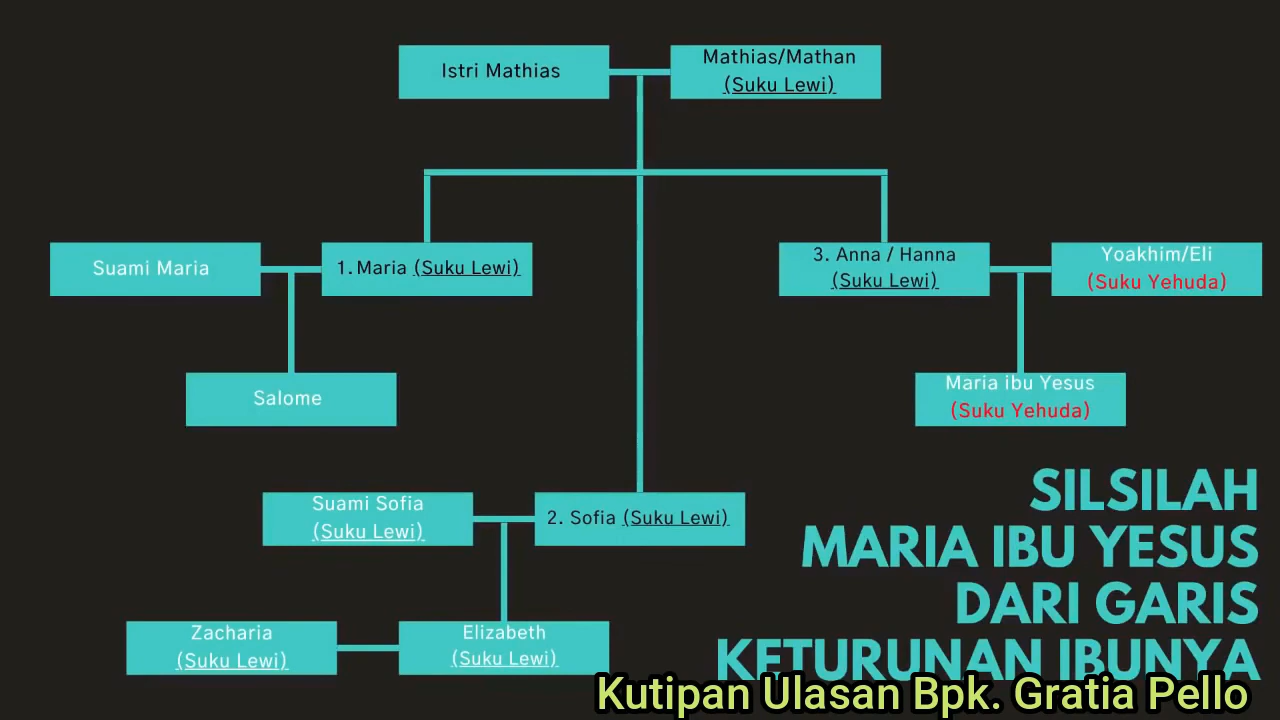 Istri Mathias
Mathias/Mathan
(Suku Lewi)
Suami Maria
1. Maria (Suku Lewi)
3. Anna / Hanna
(Suku Lewi)
Yoakhim/Eli
(Suku Yehuda)
Salome
Maria ibu Yesus
(Suku Yehuda)
Suami Sofia
(Suku Lewi)
2. Sofia (Suku Lewi)
Zacharia
(Suku Lewi)
Elizabeth
(Suku Lewi)
SILSILAH
MARIA IBU YESUS
DARI GARIS
KETURUNAN IBUNYA
Kutipan Ulasan Bpk. Gratia Pello